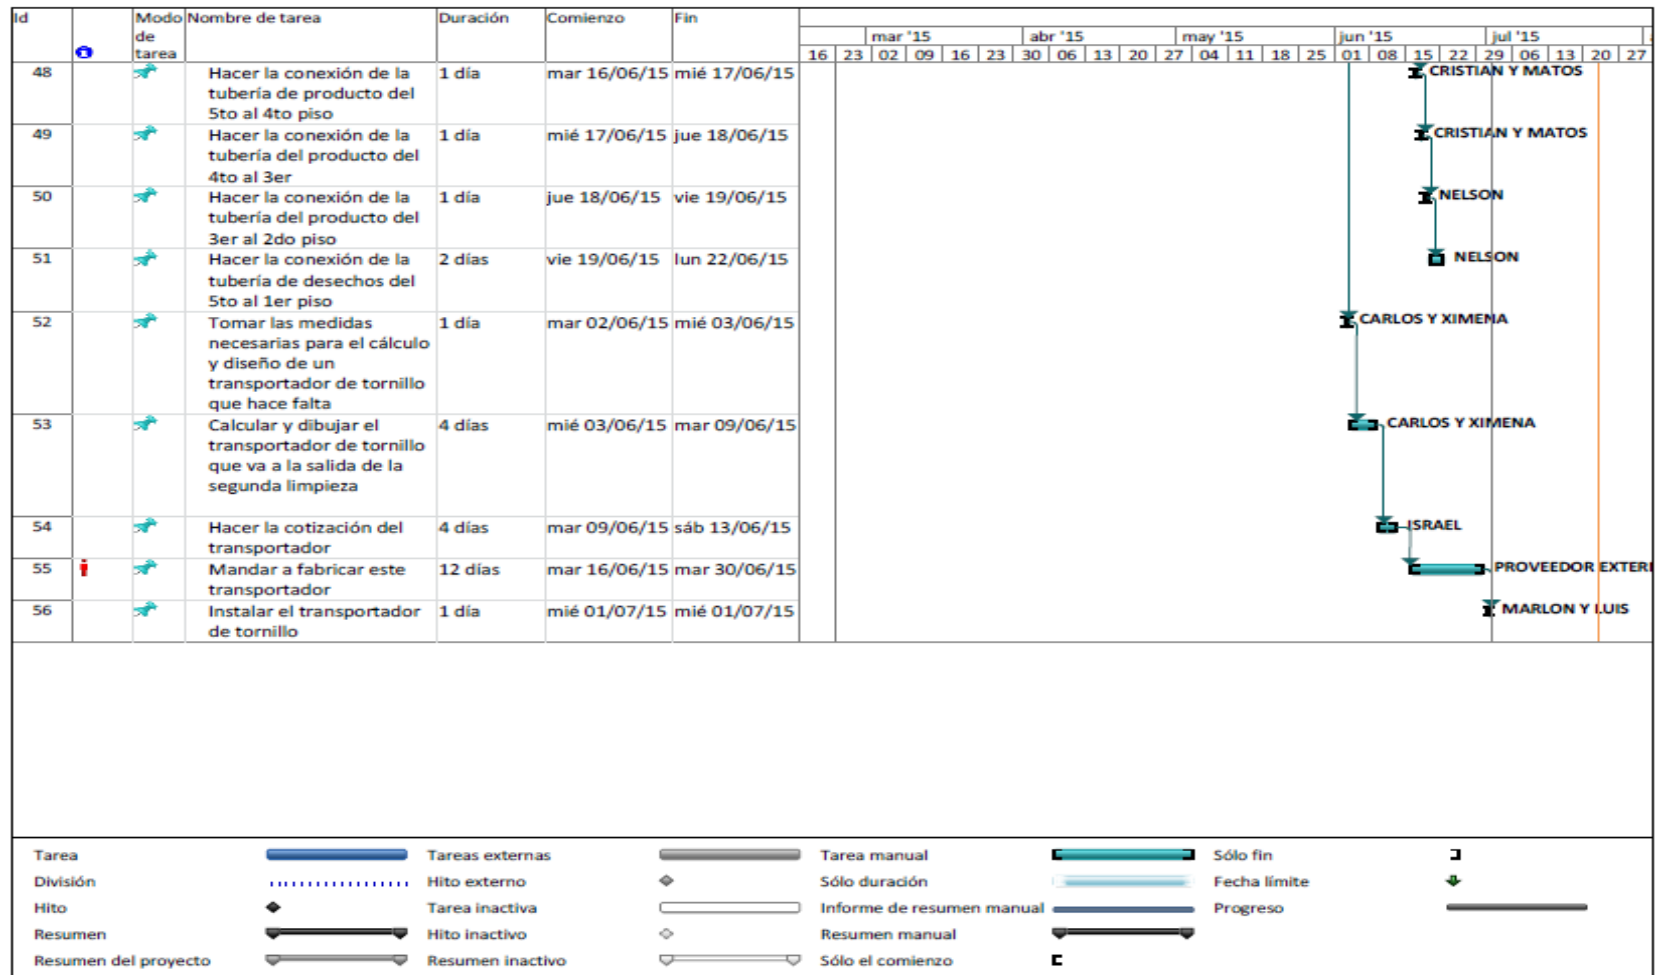 Id Modo Nombre de tarea Duración Comienzo Fin
de
tarea
mar '15 abr '15 may '15 jun '15 jul '15
16 23 02 09 16 23 30 06 13 20 27 04 11 18 25 01 08 15 22 29 06 13 20 27
48 Hacer la conexión de la 1 día mar 16/06/15 mié 17/06/15 CRISTIAN Y MATOS
tubería de producto del
5to al 4to piso
49 Hacer la conexión de la 1 día mié 17/06/15 jue 18/06/15 CRISTIAN Y MATOS
tubería del producto del
4to al 3er
50 Hacer la conexión de la 1 día jue 18/06/15 vie 19/06/15 NELSON
tubería del producto del
3er al 2do piso
51 Hacer la conexión de la 2 días vie 19/06/15 lun 22/06/15 NELSON
tubería de desechos del
5to al 1er piso
52 Tomar las medidas 1 día mar 02/06/15 mié 03/06/15 CARLOS Y XIMENA
necesarias para el cálculo
y diseño de un
transportador de tornillo
que hace falta
53 Calcular y dibujar el 4 días mié 03/06/15 mar 09/06/15 CARLOS Y XIMENA
transportador de tornillo
que va a la salida de la
segunda limpieza
54 Hacer la cotización del 4 días mar 09/06/15 sáb 13/06/15 ISRAEL
transportador
55 Mandar a fabricar este 12 días mar 16/06/15 mar 30/06/15 PROVEEDOR EXTERI
transportador
56 Instalar el transportador 1 día mié 01/07/15 mié 01/07/15 MARLON Y LUIS
de tornillo
Tarea Tareas externas Tarea manual Sólo fin
División Hito externo Sólo duración Fecha límite
Hito Tarea inactiva Informe de resumen manual Progreso
Resumen Hito inactivo Resumen manual
Resumen del proyecto Resumen inactivo Sólo el comienzo